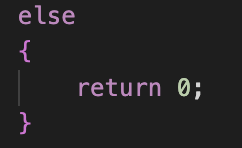 else
{
    return 0;
}